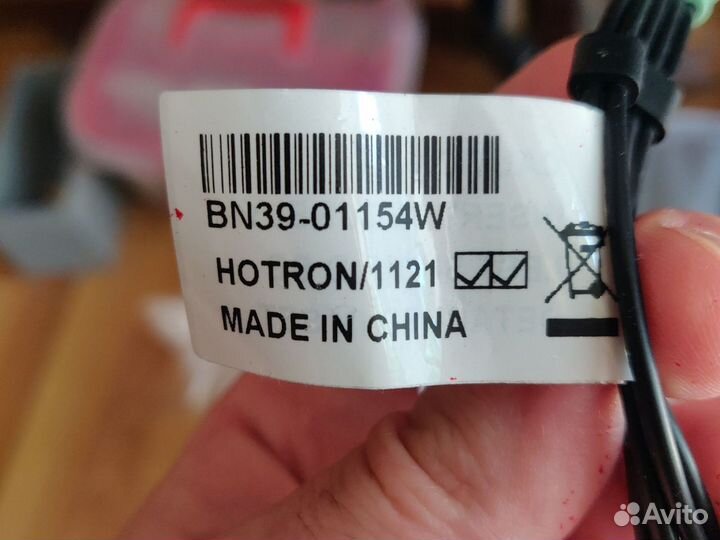 BN39-01154W
HOTRON/1121
MADE IN CHINA
Avito